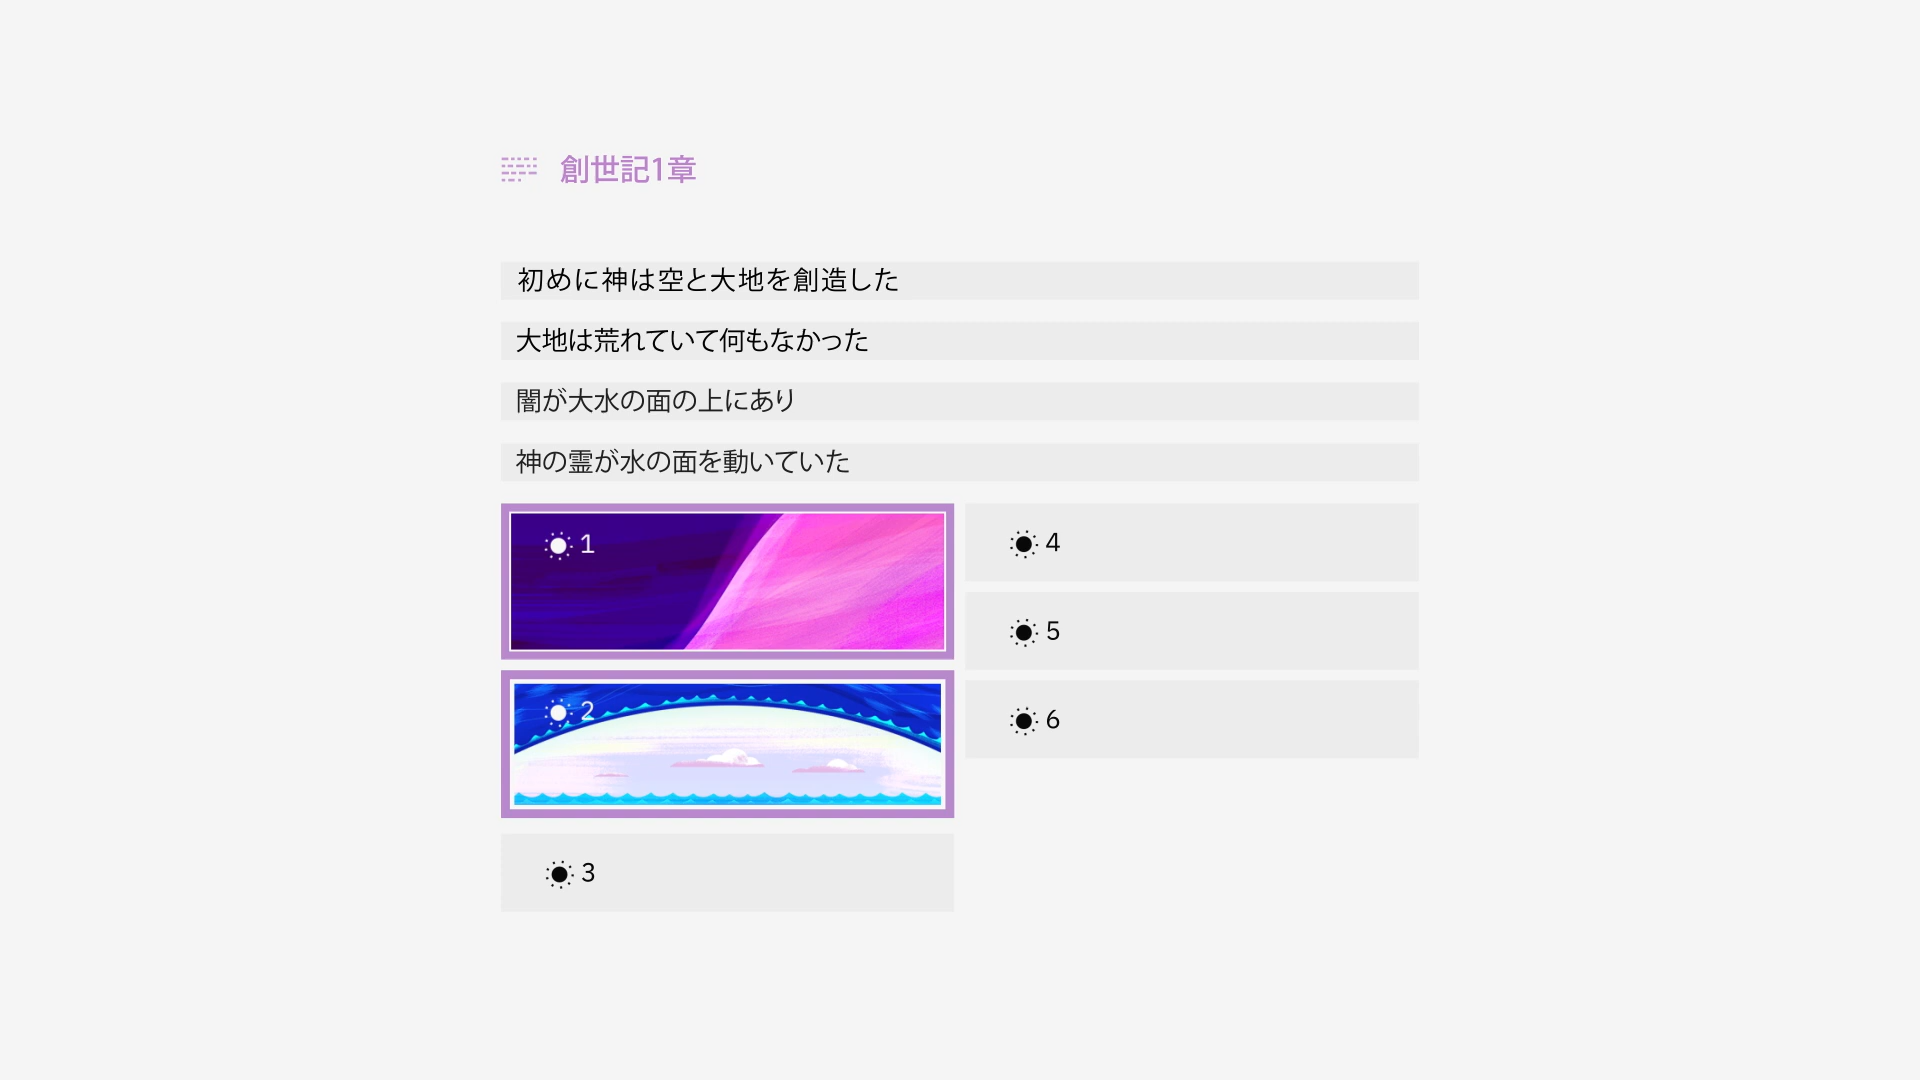 創世記1章
初めに神は空と大地を創造した
大地は荒れていて何もなかった
闇が大水の面の上にあり
神の霊が水の面を動いていた
1
2
3
4
5
6